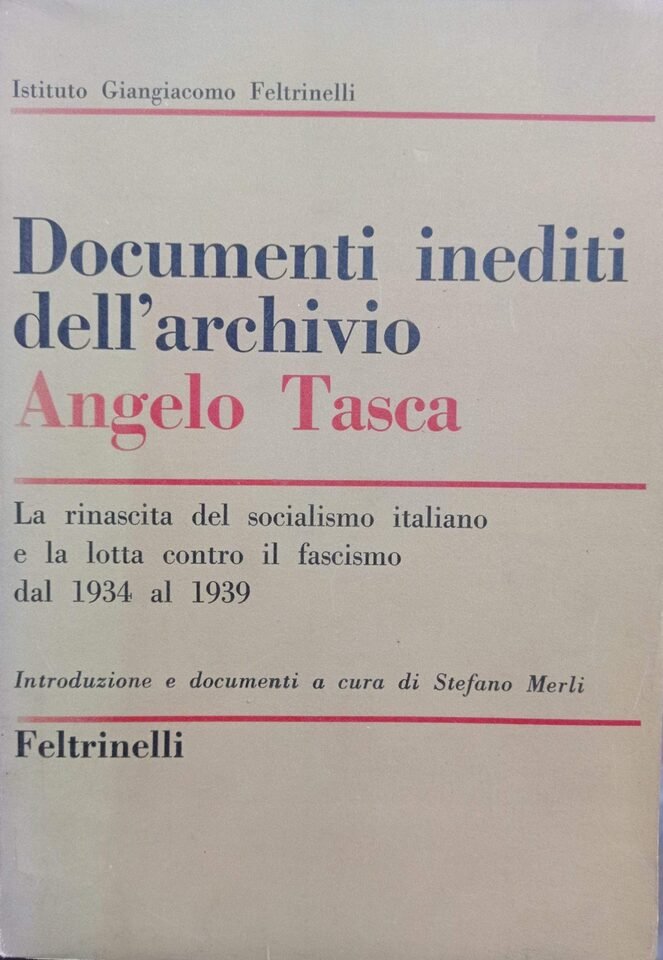 Istituto Giangiacomo Feltrinelli
Documenti inediti
dell'archivio
Angelo Tasca
La rinascita del socialismo italiano
e la lotta contro il fascismo
dal 1934 al 1939
Introduzione e documenti a cura di Stefano Merli
Feltrinelli